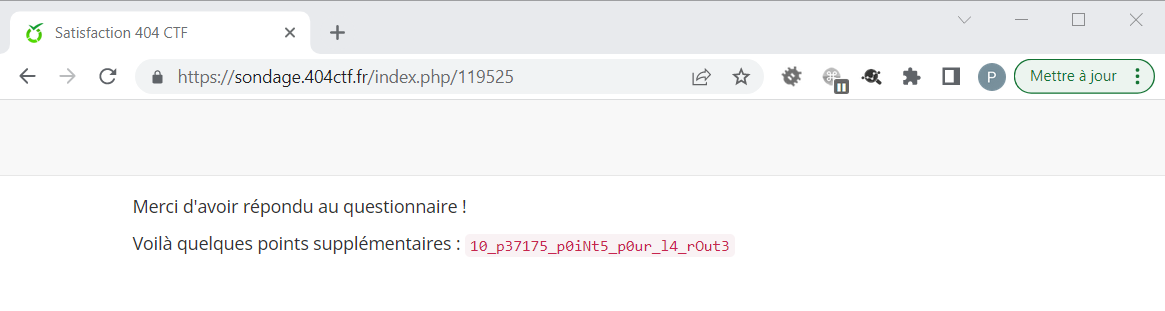 Satisfaction 404 CTF
https://sondage.404ctf.fr/index.php/119525
P
Mettre à jour
Merci d'avoir répondu au questionnaire !
Voilà quelques points supplémentaires : 10_p37175_p0iNt5_p0ur_l4_rOut3